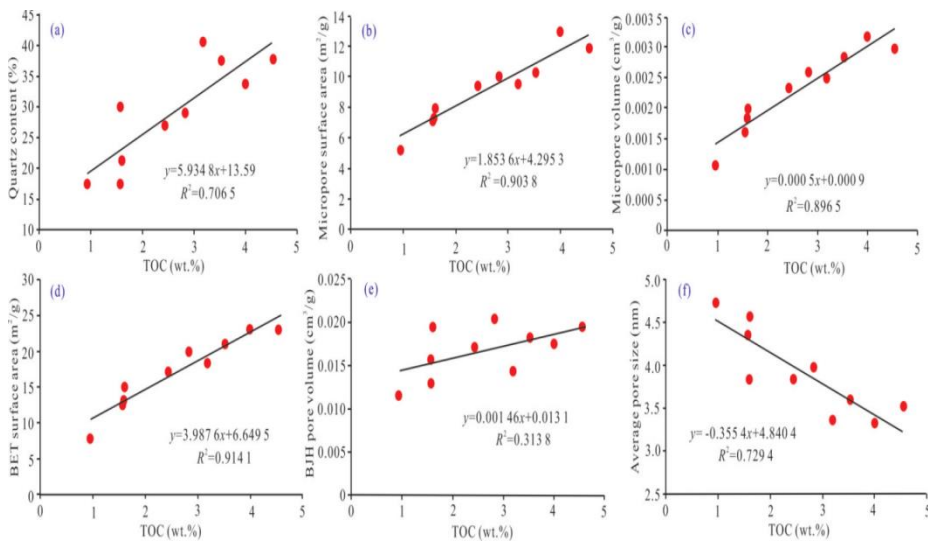 (a)
Quartz content (%)
45
40
35
30
25
20
15
10
0 1 2 3 4 5
TOC (wt.%)
y=5.934 8x+13.59
R²=0.706 5
(b)
Micropore surface area (m²/g)
14
12
10
8
6
4
2
0
0 1 2 3 4 5
TOC (wt.%)
y=1.853 6x+4.295 3
R²=0.903 8
(c)
Micropore volume (cm³/g)
0.003 5
0.003 0
0.002 5
0.002 0
0.001 5
0.001 0
0.000 5
0
0 1 2 3 4 5
TOC (wt.%)
y=0.000 5x+0.000 9
R²=0.896 5
(d)
BET surface area (m²/g)
30
25
20
15
10
5
0
0 1 2 3 4 5
TOC (wt.%)
y=3.987 6x+6.649 5
R²=0.914 1
(e)
BJH pore volume (cm³/g)
0.025
0.020
0.015
0.010
0.005
0.000
0 1 2 3 4 5
TOC (wt.%)
y=0.001 46x+0.013 1
R²=0.313 8
(f)
Average pore size (nm)
5.0
4.5
4.0
3.5
3.0
2.5
0 1 2 3 4 5
TOC (wt.%)
y= -0.355 4x+4.840 4
R²=0.729 4